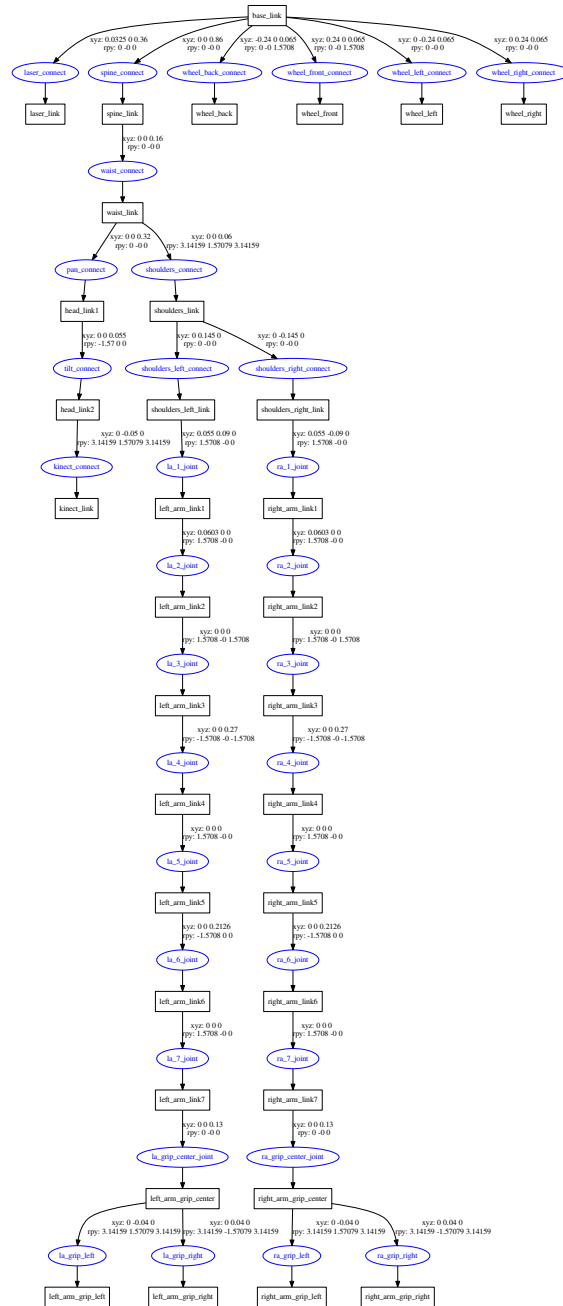 base_link
xyz: 0.0325 0 0.36
rpy: 0 -0 0
xyz: 0 0 0.86
rpy: 0 -0 0
xyz: -0.24 0 0.065
rpy: 0 -0 1.5708
xyz: 0.24 0 0.065
rpy: 0 -0 1.5708
xyz: 0 -0.24 0.065
rpy: 0 -0 0
xyz: 0 0.24 0.065
rpy: 0 -0 0
laser_connect
spine_connect
wheel_back_connect
wheel_front_connect
wheel_left_connect
wheel_right_connect
laser_link
spine_link
wheel_back
wheel_front
wheel_left
wheel_right
xyz: 0 0 0.16
rpy: 0 -0 0
waist_connect
waist_link
xyz: 0 0 0.32
rpy: 0 -0 0
xyz: 0 0 0.06
rpy: 3.14159 1.57079 3.14159
pan_connect
shoulders_connect
head_link1
shoulders_link
xyz: 0 0 0.055
rpy: -1.57 0 0
xyz: 0 0.145 0
rpy: 0 -0 0
xyz: 0 -0.145 0
rpy: 0 -0 0
tilt_connect
shoulders_left_connect
shoulders_right_connect
head_link2
shoulders_left_link
shoulders_right_link
xyz: 0 -0.05 0
rpy: 3.14159 1.57079 3.14159
xyz: 0.055 0.09 0
rpy: 1.5708 -0 0
xyz: 0.055 -0.09 0
rpy: 1.5708 -0 0
kinect_connect
la_1_joint
ra_1_joint
kinect_link
left_arm_link1
right_arm_link1
xyz: 0.0603 0 0
rpy: 1.5708 -0 0
xyz: 0.0603 0 0
rpy: 1.5708 -0 0
la_2_joint
ra_2_joint
left_arm_link2
right_arm_link2
xyz: 0 0 0
rpy: 1.5708 -0 1.5708
xyz: 0 0 0
rpy: 1.5708 -0 1.5708
la_3_joint
ra_3_joint
left_arm_link3
right_arm_link3
xyz: 0 0 0.27
rpy: -1.5708 -0 -1.5708
xyz: 0 0 0.27
rpy: -1.5708 -0 -1.5708
la_4_joint
ra_4_joint
left_arm_link4
right_arm_link4
xyz: 0 0 0
rpy: 1.5708 -0 0
xyz: 0 0 0
rpy: 1.5708 -0 0
la_5_joint
ra_5_joint
left_arm_link5
right_arm_link5
xyz: 0 0 0.2126
rpy: -1.5708 0 0
xyz: 0 0 0.2126
rpy: -1.5708 0 0
la_6_joint
ra_6_joint
left_arm_link6
right_arm_link6
xyz: 0 0 0
rpy: 1.5708 -0 0
xyz: 0 0 0
rpy: 1.5708 -0 0
la_7_joint
ra_7_joint
left_arm_link7
right_arm_link7
xyz: 0 0 0.13
rpy: 0 -0 0
xyz: 0 0 0.13
rpy: 0 -0 0
la_grip_center_joint
ra_grip_center_joint
left_arm_grip_center
right_arm_grip_center
xyz: 0 -0.04 0
rpy: 3.14159 1.57079 3.14159
xyz: 0 0.04 0
rpy: 3.14159 -1.57079 3.14159
xyz: 0 -0.04 0
rpy: 3.14159 1.57079 3.14159
xyz: 0 0.04 0
rpy: 3.14159 -1.57079 3.14159
la_grip_left
la_grip_right
ra_grip_left
ra_grip_right
left_arm_grip_left
left_arm_grip_right
right_arm_grip_left
right_arm_grip_right